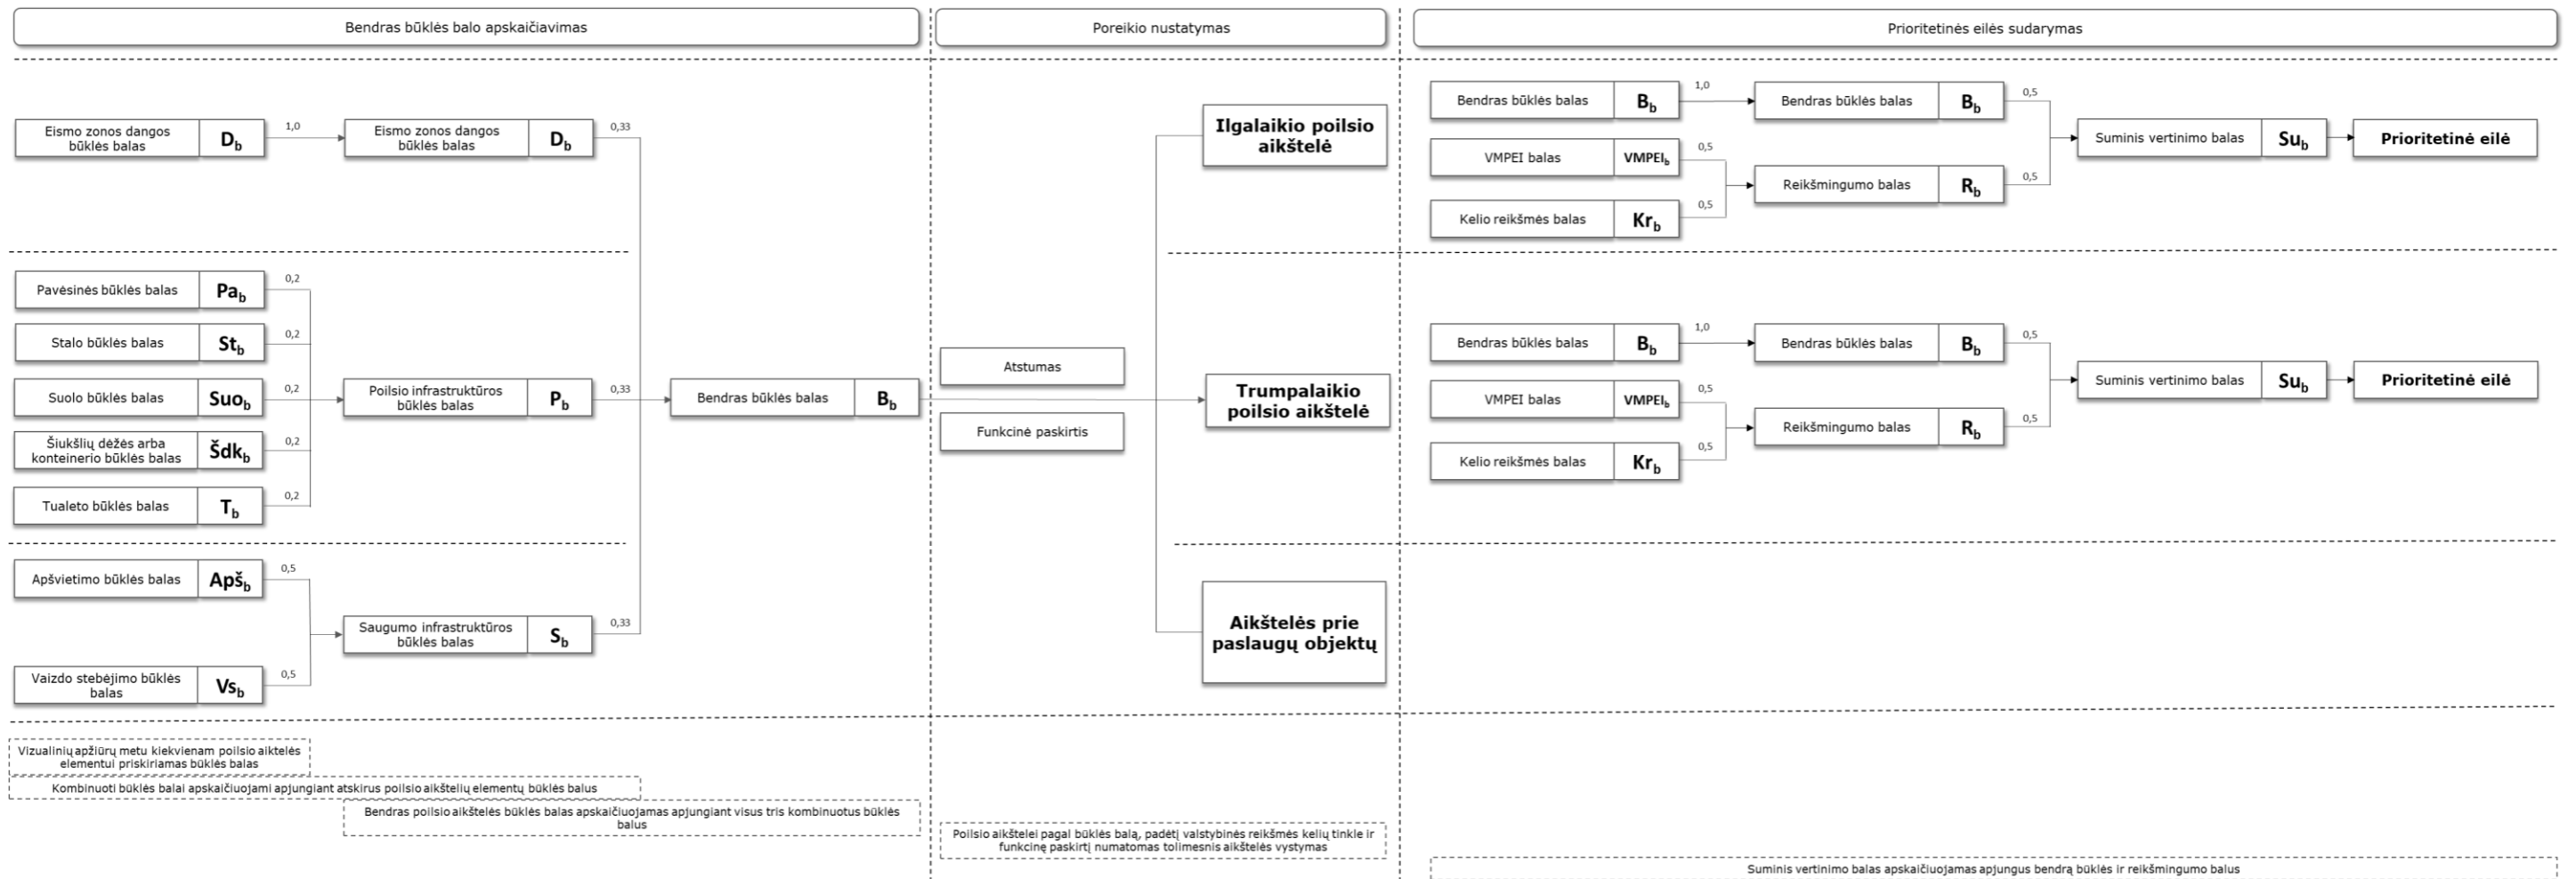 Bendras būklės balo apskaičiavimas
Poreikio nustatymas
Prioritetinės eilės sudarymas
Eismo zonos dangos
būklės balas
Db
1,0
Eismo zonos dangos
būklės balas
Db
0,33
Pavėsinės būklės balas
Pab
0,2
Stalo būklės balas
Stb
0,2
Suolo būklės balas
Suob
0,2
Šiukšlių dėžės arba
konteinerio būklės balas
Šdkb
0,2
Tualeto būklės balas
Tb
0,2
Poilsio infrastruktūros
būklės balas
Pb
0,33
Apšvietimo būklės balas
Apšb
0,5
Vaizdo stebėjimo būklės
balas
Vsb
0,5
Saugumo infrastruktūros
būklės balas
Sb
0,33
Bendras būklės balas
Bb
Atstumas
Funkcinė paskirtis
Ilgalaikio poilsio
aikštelė
Trumpalaikio
poilsio aikštelė
Aikštelės prie
paslaugų objektų
Bendras būklės balas
Bb
1,0
Bendras būklės balas
Bb
0,5
VMPEI balas
VMPEIb
0,5
Kelio reikšmės balas
Krb
0,5
Reikšmingumo balas
Rb
0,5
Suminis vertinimo balas
Sub
Prioritetinė eilė
Bendras būklės balas
Bb
1,0
Bendras būklės balas
Bb
0,5
VMPEI balas
VMPEIb
0,5
Kelio reikšmės balas
Krb
0,5
Reikšmingumo balas
Rb
0,5
Suminis vertinimo balas
Sub
Prioritetinė eilė
Vizualinių apžiūrų metu kiekvienam poilsio aiktelės
elementui priskiriamas būklės balas
Kombinuoti būklės balai apskaičiuojami apjungiant atskirus poilsio aikštelių elementų būklės balus
Bendras poilsio aikštelės būklės balas apskaičiuojamas apjungiant visus tris kombinuotus būklės
balus
Poilsio aikštelei pagal būklės balą, padėtį valstybinės reikšmės kelių tinkle ir
funkcinę paskirtį numatomas tolimesnis aikštelės vystymas
Suminis vertinimo balas apskaičiuojamas apjungus bendrą būklės ir reikšmingumo balus